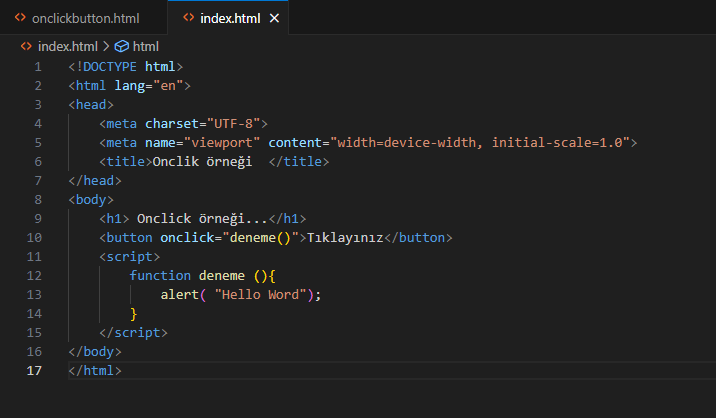 onclickbutton.html
index.html
index.html > html
1 <!DOCTYPE html>
2 <html lang="en">
3 <head>
4 <meta charset="UTF-8">
5 <meta name="viewport" content="width=device-width, initial-scale=1.0">
6 <title>Onclik örneği  </title>
7 </head>
8 <body>
9 <h1> Onclick örneği...</h1>
10 <button onclick="deneme()">Tıklayınız</button>
11 <script>
12 function deneme (){
13 alert( "Hello Word");
14 }
15 </script>
16 </body>
17 </html>